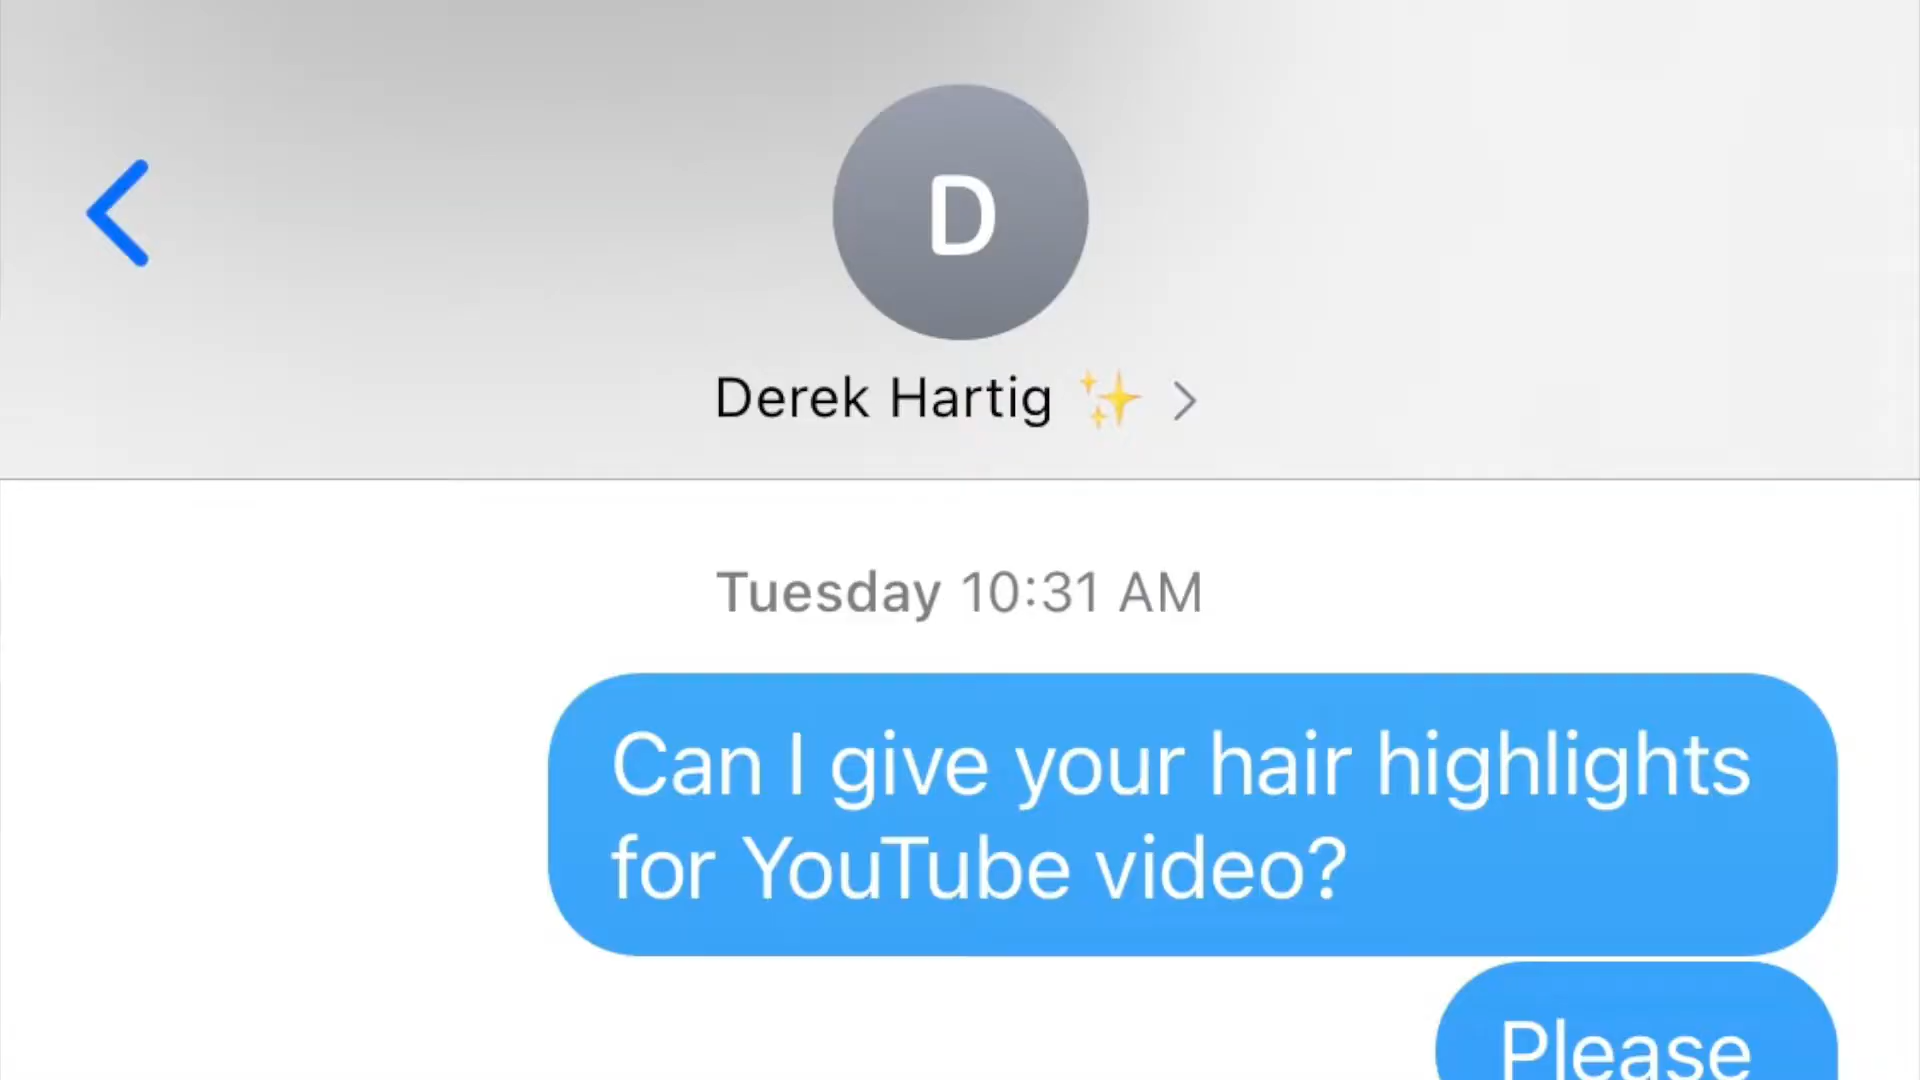 D
Derek Hartig ✨ >
Tuesday 10:31 AM
Can I give your hair highlights
for YouTube video?
Please